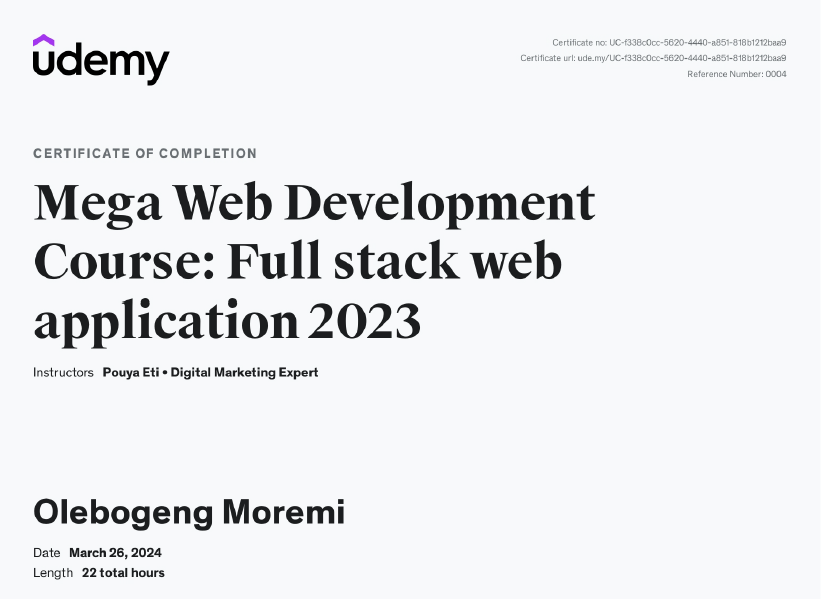 udemy
Certificate no: UC-f338c0cc-5620-4440-a851-818b1212baa9
Certificate url: ude.my/UC-f338c0cc-5620-4440-a851-818b1212baa9
Reference Number: 0004
CERTIFICATE OF COMPLETION
Mega Web Development
Course: Full stack web
application 2023
Instructors Pouya Eti • Digital Marketing Expert
Olebogeng Moremi
Date March 26, 2024
Length 22 total hours